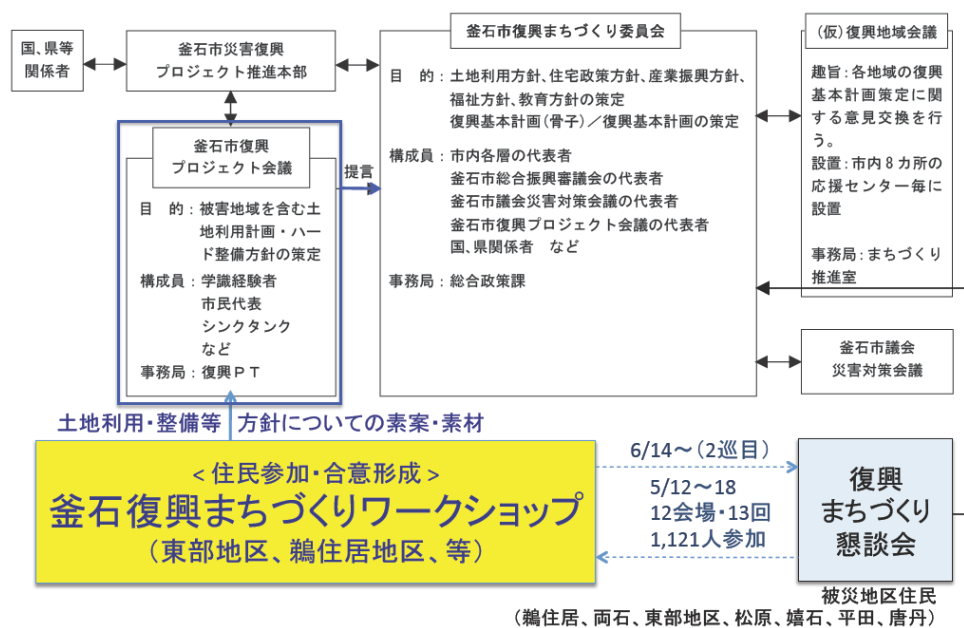 国、県等
関係者
釜石市災害復興
プロジェクト推進本部
釜石市復興
プロジェクト会議
目　的：被害地域を含む土
地利用計画・ハー
ド整備方針の策定
構成員：学識経験者
市民代表
シンクタンク
など
事務局：復興ＰＴ
提言
釜石市復興まちづくり委員会
目　的：土地利用方針、住宅政策方針、産業振興方針、
福祉方針、教育方針の策定
復興基本計画（骨子）／復興基本計画の策定
構成員：市内各層の代表者
釜石市総合振興審議会の代表者
釜石市議会災害対策会議の代表者
釜石市復興プロジェクト会議の代表者
国、県関係者　など
事務局：総合政策課
（仮）復興地域会議
趣旨：各地域の復興
基本計画策定に関
する意見交換を行
う。
設置：市内８カ所の
応援センター毎に
設置
事務局：まちづくり
推進室
釜石市議会
災害対策会議
土地利用・整備等　方針についての素案・素材
＜住民参加・合意形成＞
釜石復興まちづくりワークショップ
（東部地区、鵜住居地区、等）
6/14～（2巡目）
5/12～18
12会場・13回
1,121人参加
復興
まちづくり
懇談会
被災地区住民
（鵜住居、両石、東部地区、松原、嬉石、平田、唐丹）